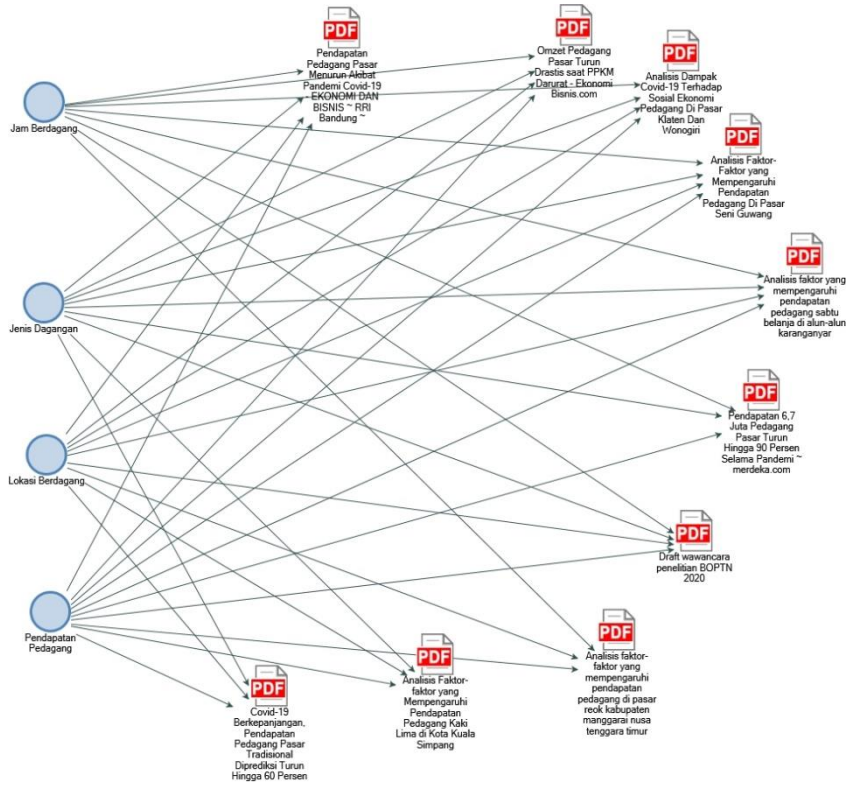 PDF
Pendapatan
Pedagang Pasar
Menurun Akibat
Pandemi Covid-19
- EKONOMI DAN
BISNIS ~ RRI
Bandung ~
PDF
Omzet Pedagang
Pasar Turun
Drastis saat PPKM
Darurat - Ekonomi
Bisnis.com
PDF
Analisis Dampak
Covid-19 Terhadap
Sosial Ekonomi
Pedagang Di Pasar
Klaten Dan
Wonogiri
Jam Berdagang
PDF
Analisis Faktor-
Faktor yang
Mempengaruhi
Pendapatan
Pedagang Di Pasar
Seni Guwang
PDF
Analisis faktor yang
mempengaruhi
pendapatan
pedagang sabtu
belanja di alun-alun
karanganyar
Jenis Dagangan
PDF
Pendapatan 6,7
Juta Pedagang
Pasar Turun
Hingga 90 Persen
Selama Pandemi ~
merdeka.com
Lokasi Berdagang
PDF
Draft wawancara
penelitian BOPTN
2020
Pendapatan
Pedagang
PDF
Analisis faktor-
faktor yang
mempengaruhi
pendapatan
pedagang di pasar
reok kabupaten
manggarai nusa
tenggara timur
PDF
Analisis Faktor-
faktor yang
Mempengaruhi
Pendapatan
Pedagang Kaki
Lima di Kota Kuala
Simpang
PDF
Covid-19
Berkepanjangan,
Pendapatan
Pedagang Pasar
Tradisional
Diprediksi Turun
Hingga 60 Persen